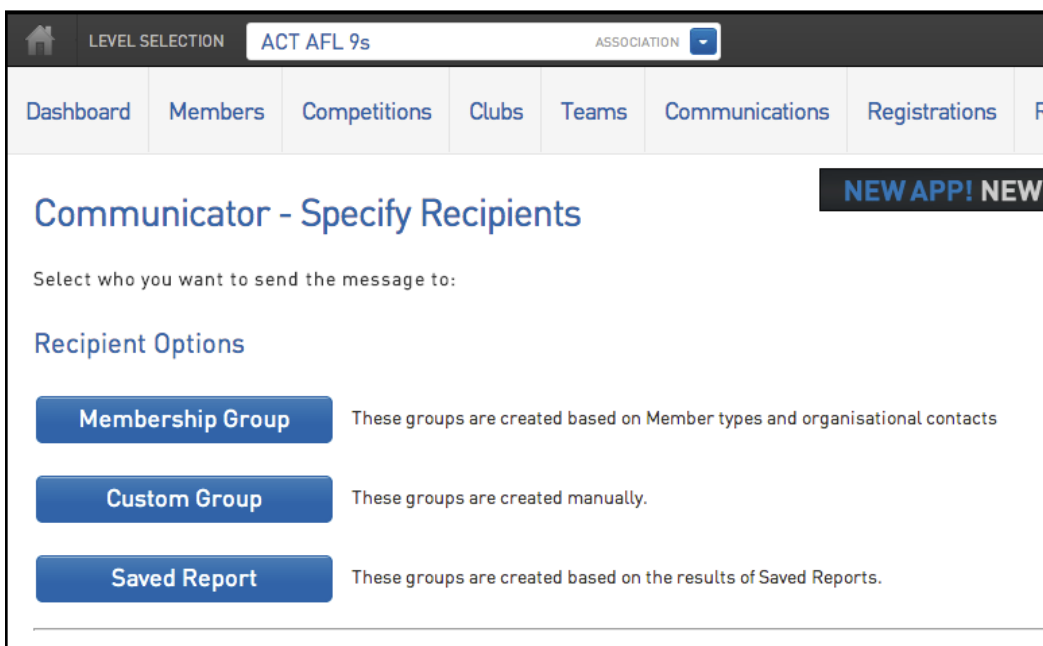 LEVEL SELECTION ACT AFL 9s ASSOCIATION
Dashboard Members Competitions Clubs Teams Communications Registrations
NEW APP! NEW
Communicator - Specify Recipients
Select who you want to send the message to:
Recipient Options
Membership Group These groups are created based on Member types and organisational contacts
Custom Group These groups are created manually.
Saved Report These groups are created based on the results of Saved Reports.